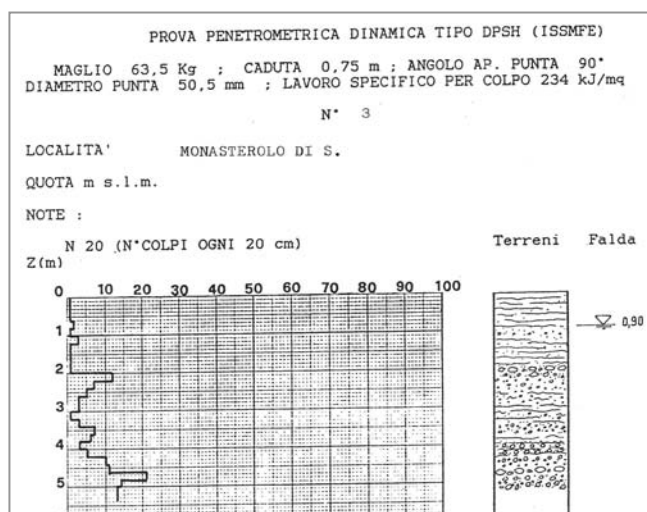 PROVA PENETROMETRICA DINAMICA TIPO DPSH (ISSMFE)
MAGLIO 63,5 Kg ; CADUTA 0,75 m ; ANGOLO AP. PUNTA 90°
DIAMETRO PUNTA 50,5 mm ; LAVORO SPECIFICO PER COLPO 234 kJ/mq
N° 3
LOCALITA' MONASTEROLO DI S.
QUOTA m s.l.m.
NOTE :
N 20 (N°COLPI OGNI 20 cm)
Terreni Falda
Z(m)
0 10 20 30 40 50 60 70 80 90 100
0,90
1
2
3
4
5